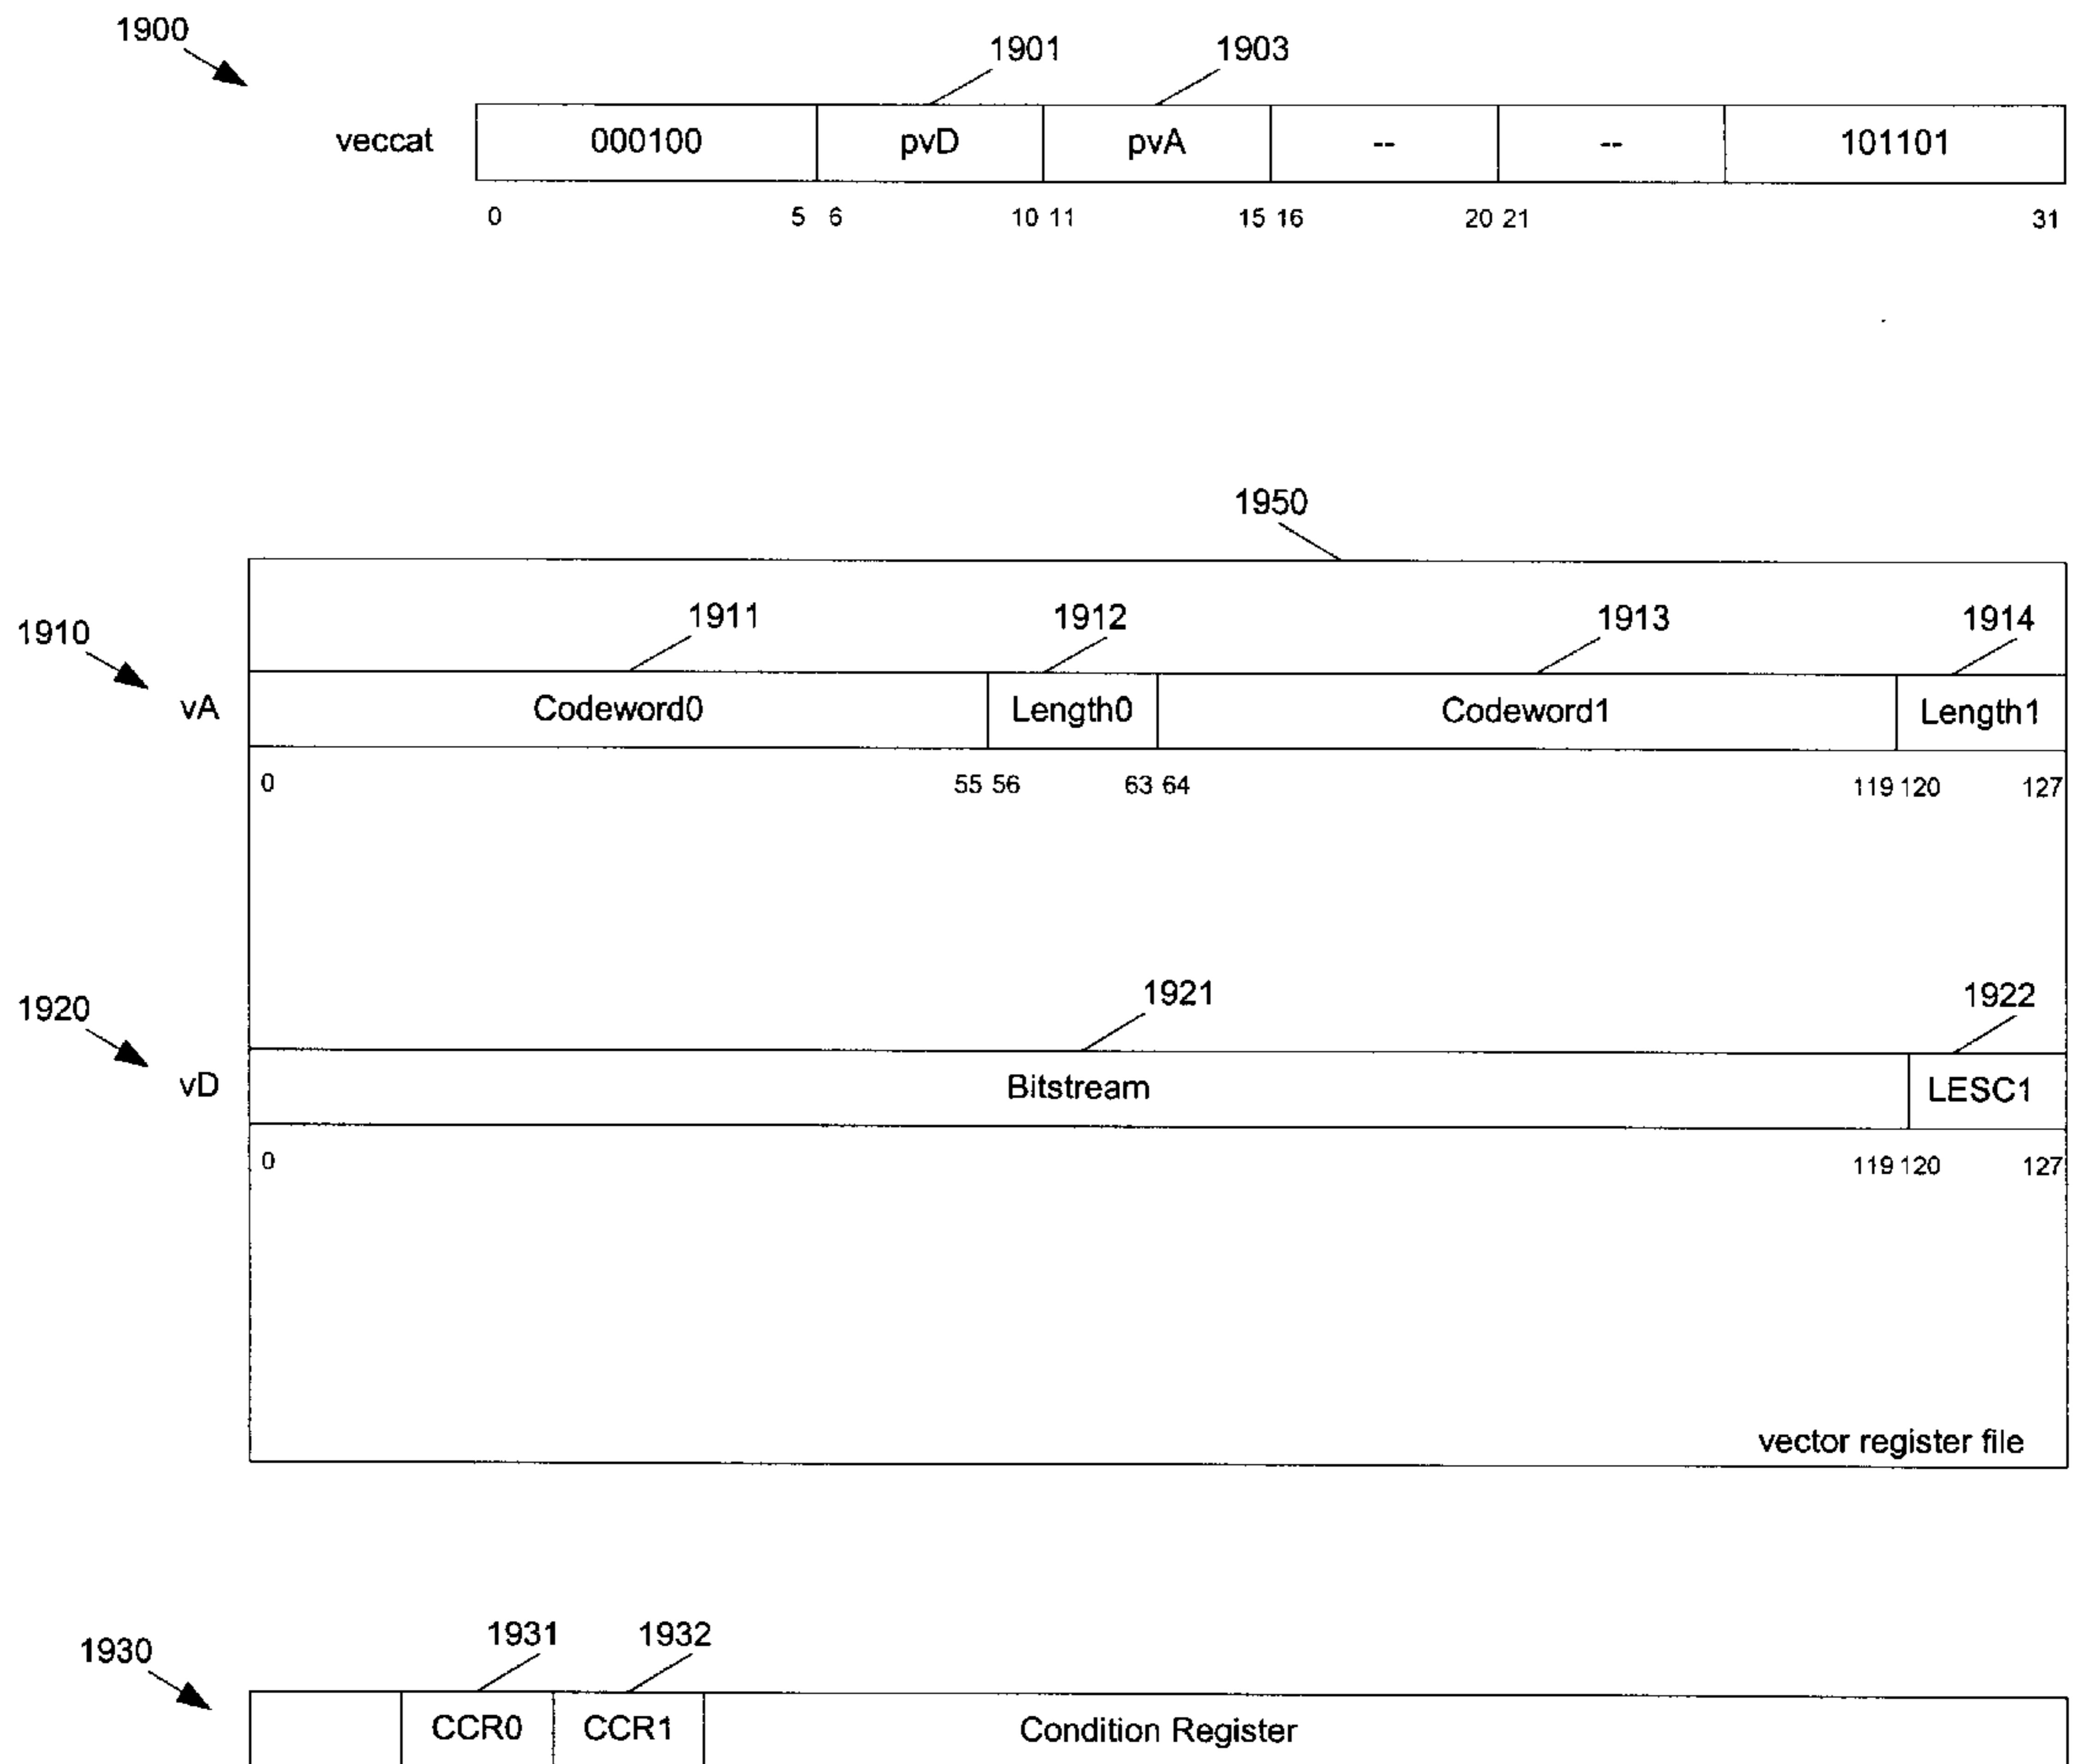 1900
1901 1903
veccat 000100 pvD pvA -- -- 101101
0 5 6 10 11 15 16 20 21 31
1950
1910 1911 1912 1913 1914
vA Codeword0 Length0 Codeword1 Length1
0 55 56 63 64 119 120 127
1920 1921 1922
vD Bitstream LESC1
0 119 120 127
vector register file
1930 1931 1932
CCR0 CCR1 Condition Register